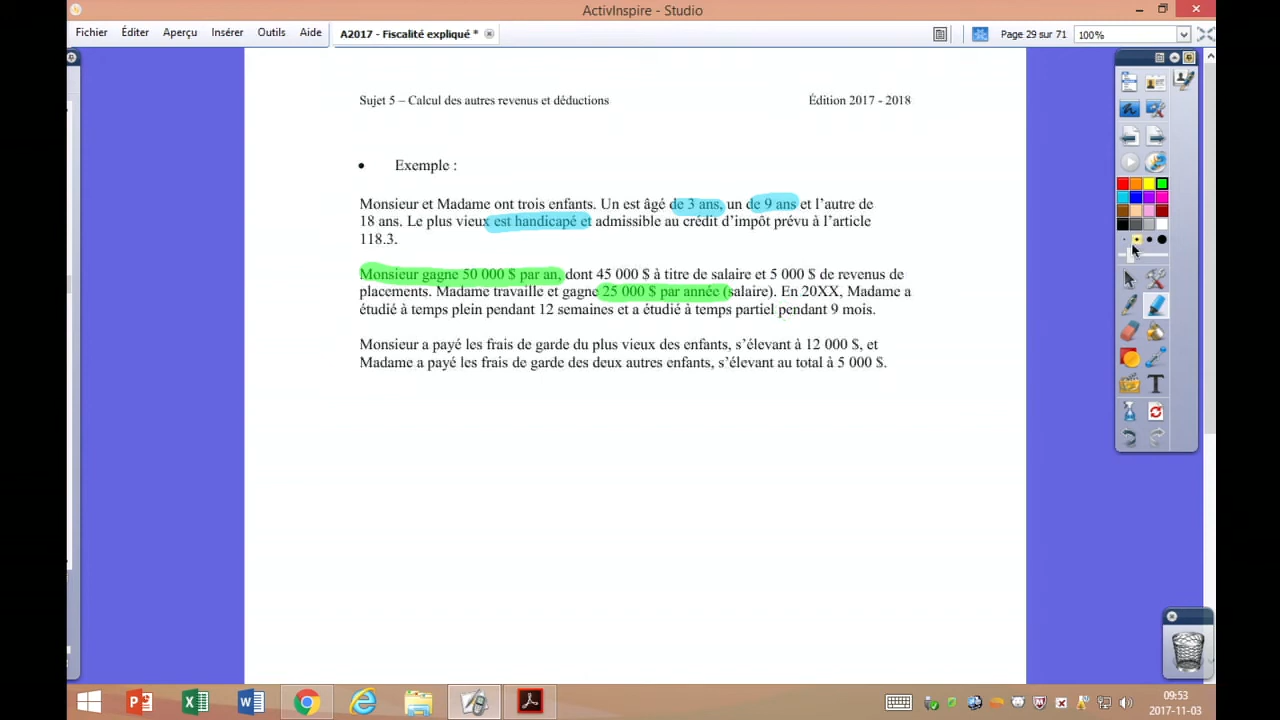 ActivInspire - Studio
Fichier Éditer Aperçu Insérer Outils Aide A2017 - Fiscalité expliqué * Page 29 sur 71 100%
Sujet 5 – Calcul des autres revenus et déductions Édition 2017 - 2018
• Exemple :
Monsieur et Madame ont trois enfants. Un est âgé de 3 ans, un de 9 ans et l’autre de
18 ans. Le plus vieux est handicapé et admissible au crédit d’impôt prévu à l’article
118.3.
Monsieur gagne 50 000 $ par an, dont 45 000 $ à titre de salaire et 5 000 $ de revenus de
placements. Madame travaille et gagne 25 000 $ par année (salaire). En 20XX, Madame a
étudié à temps plein pendant 12 semaines et a étudié à temps partiel pendant 9 mois.
Monsieur a payé les frais de garde du plus vieux des enfants, s’élevant à 12 000 $, et
Madame a payé les frais de garde des deux autres enfants, s’élevant au total à 5 000 $.
09:53
2017-11-03